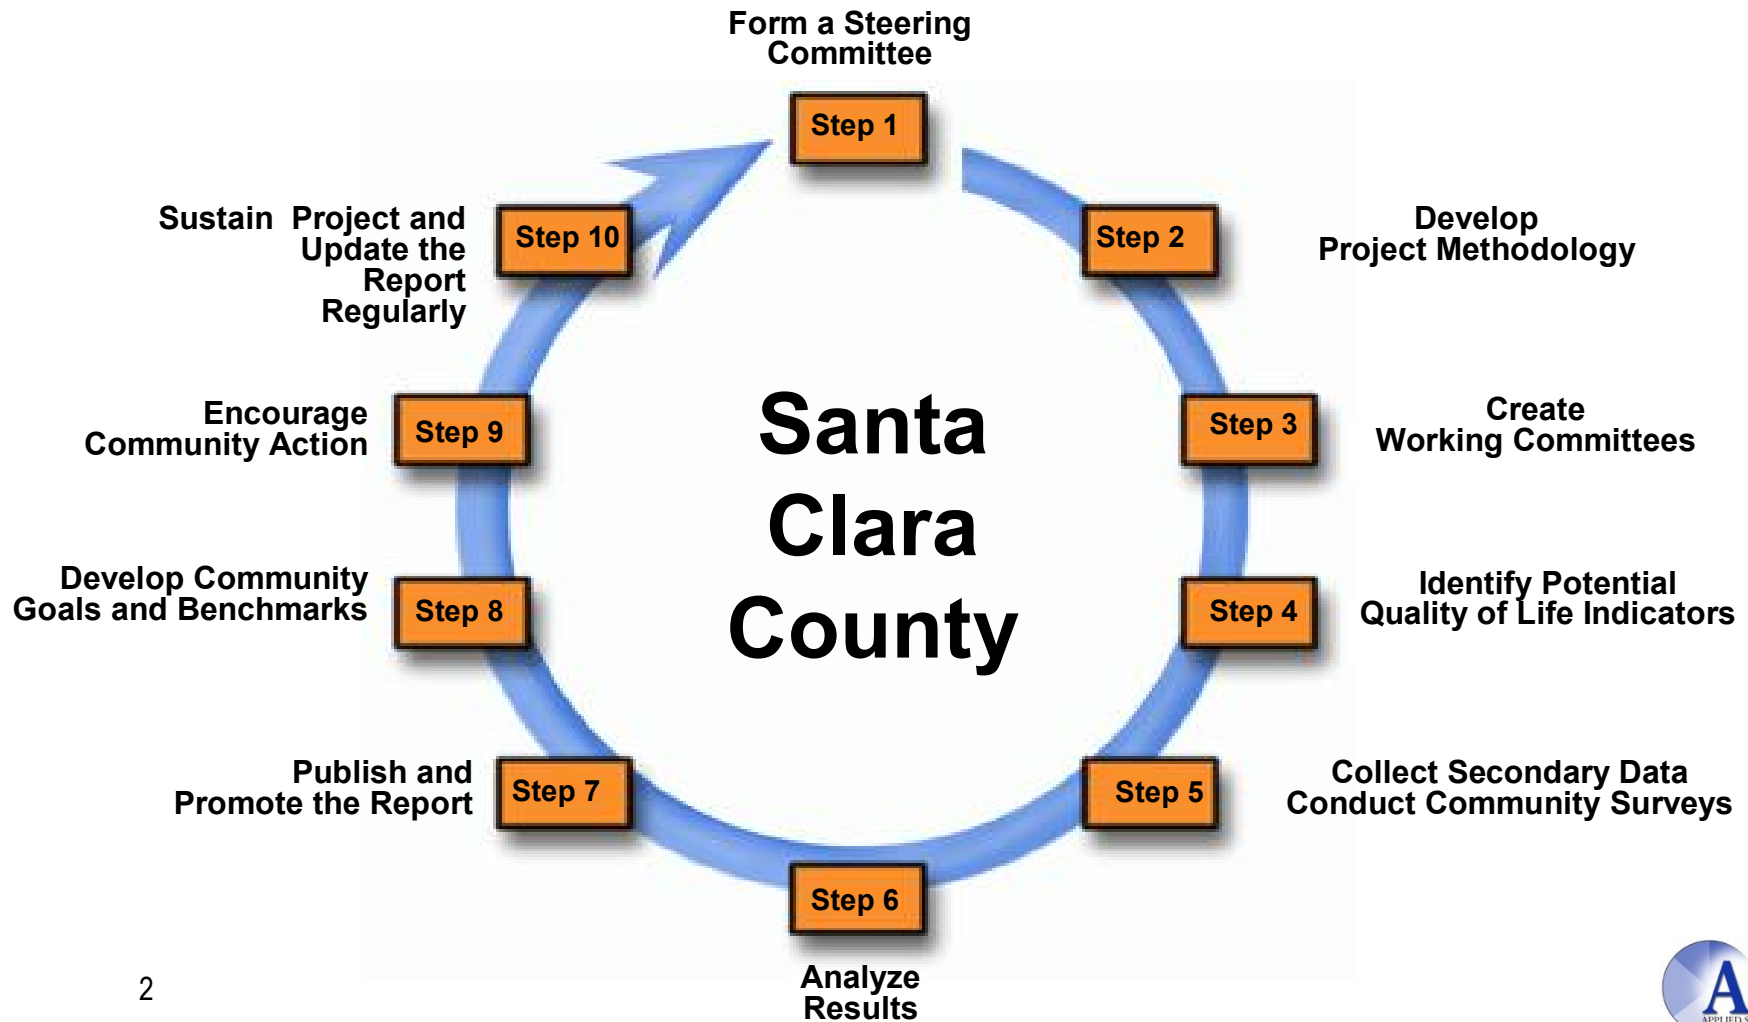 Form a Steering
Committee
Step 1
Step 2
Develop
Project Methodology
Step 3
Create
Working Committees
Step 4
Identify Potential
Quality of Life Indicators
Step 5
Collect Secondary Data
Conduct Community Surveys
Step 6
Analyze
Results
Step 7
Publish and
Promote the Report
Step 8
Develop Community
Goals and Benchmarks
Step 9
Encourage
Community Action
Step 10
Sustain Project and
Update the
Report
Regularly
Santa
Clara
County
2
A